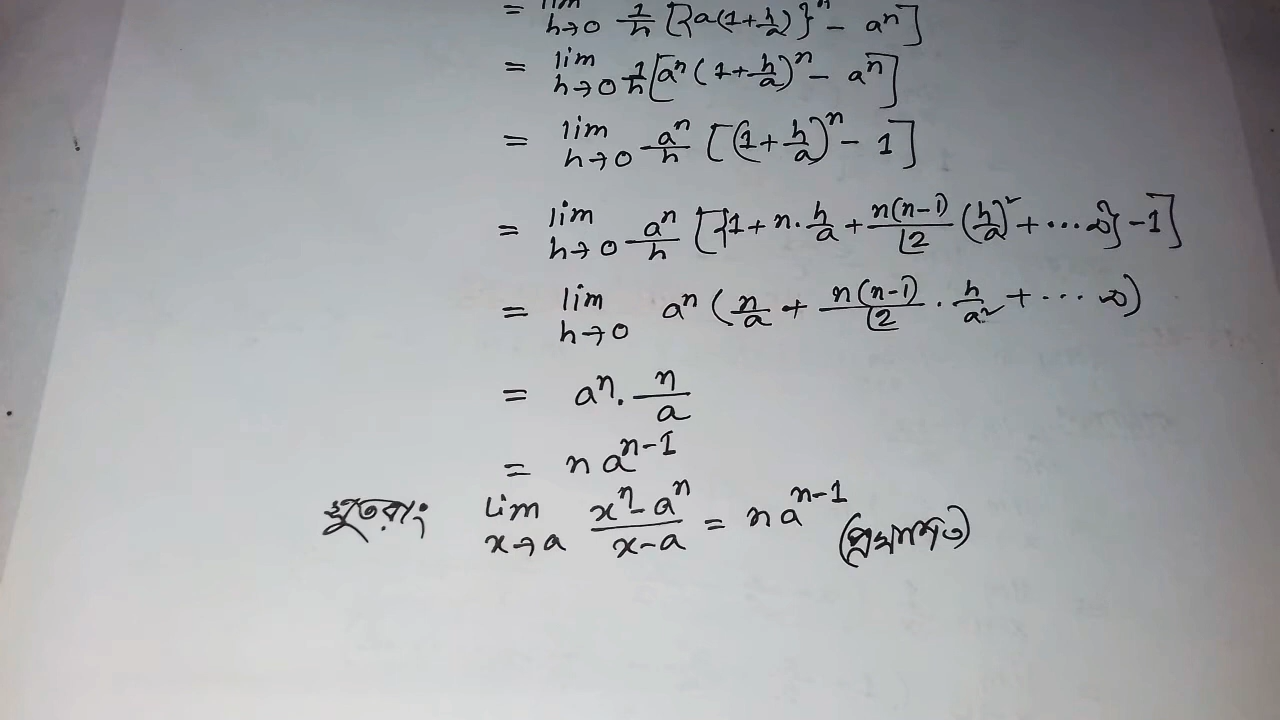 = lim h→0 1/h [{a(1+h/a)}ⁿ - aⁿ]
= lim h→0 1/h [aⁿ(1+h/a)ⁿ - aⁿ]
= lim h→0 aⁿ/h [(1+h/a)ⁿ - 1]
= lim h→0 aⁿ/h [{1+n·h/a + n(n-1)/⌊2 (h/a)² + ··· ∞} - 1]
= lim h→0 aⁿ (n/a + n(n-1)/⌊2 · h/a² + ··· ∞)
= aⁿ · n/a
= naⁿ⁻¹
সুতরাং lim x→a (xⁿ - aⁿ)/(x-a) = naⁿ⁻¹ (প্রমাণিত)